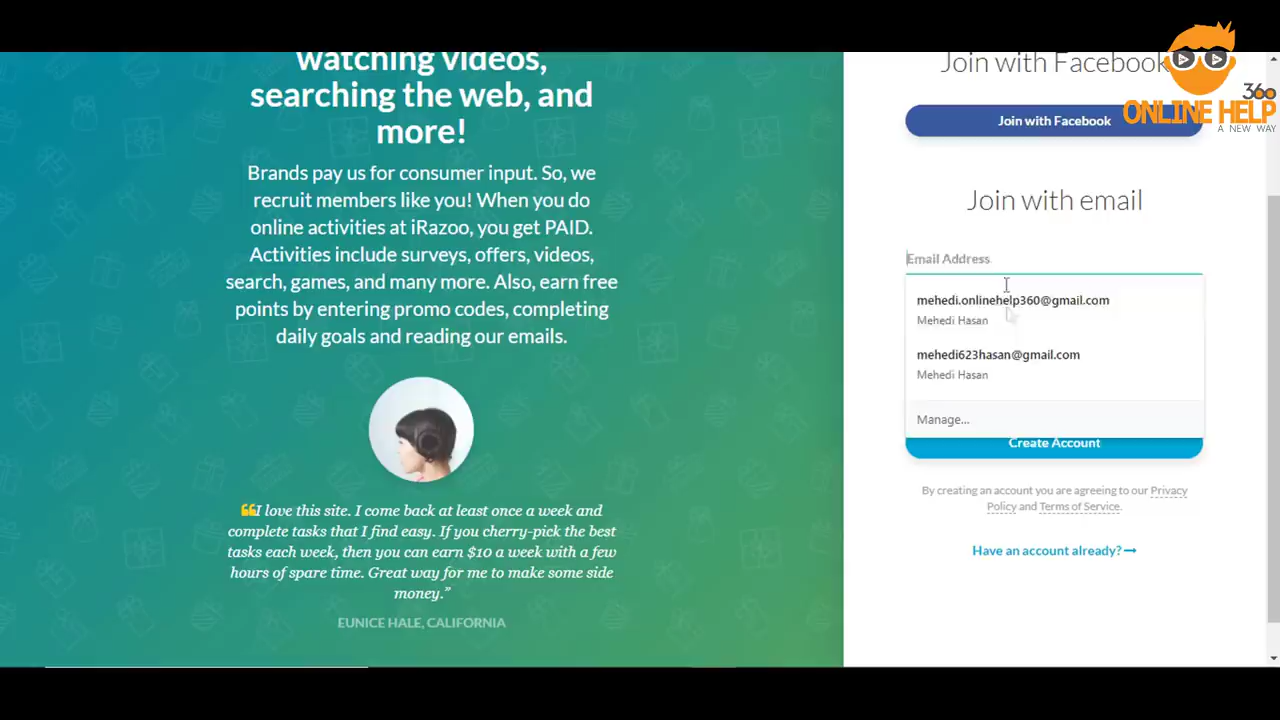 watching videos,
searching the web, and
more!
Brands pay us for consumer input. So, we
recruit members like you! When you do
online activities at iRazoo, you get PAID.
Activities include surveys, offers, videos,
search, games, and many more. Also, earn free
points by entering promo codes, completing
daily goals and reading our emails.
❝I love this site. I come back at least once a week and
complete tasks that I find easy. If you cherry-pick the best
tasks each week, then you can earn $10 a week with a few
hours of spare time. Great way for me to make some side
money.”
EUNICE HALE, CALIFORNIA
Join with Facebook
Join with Facebook
Join with email
Email Address
mehedi.onlinehelp360@gmail.com
Mehedi Hasan
mehedi623hasan@gmail.com
Mehedi Hasan
Manage...
Create Account
By creating an account you are agreeing to our Privacy
Policy and Terms of Service.
Have an account already?
360
ONLINE HELP
A NEW WAY